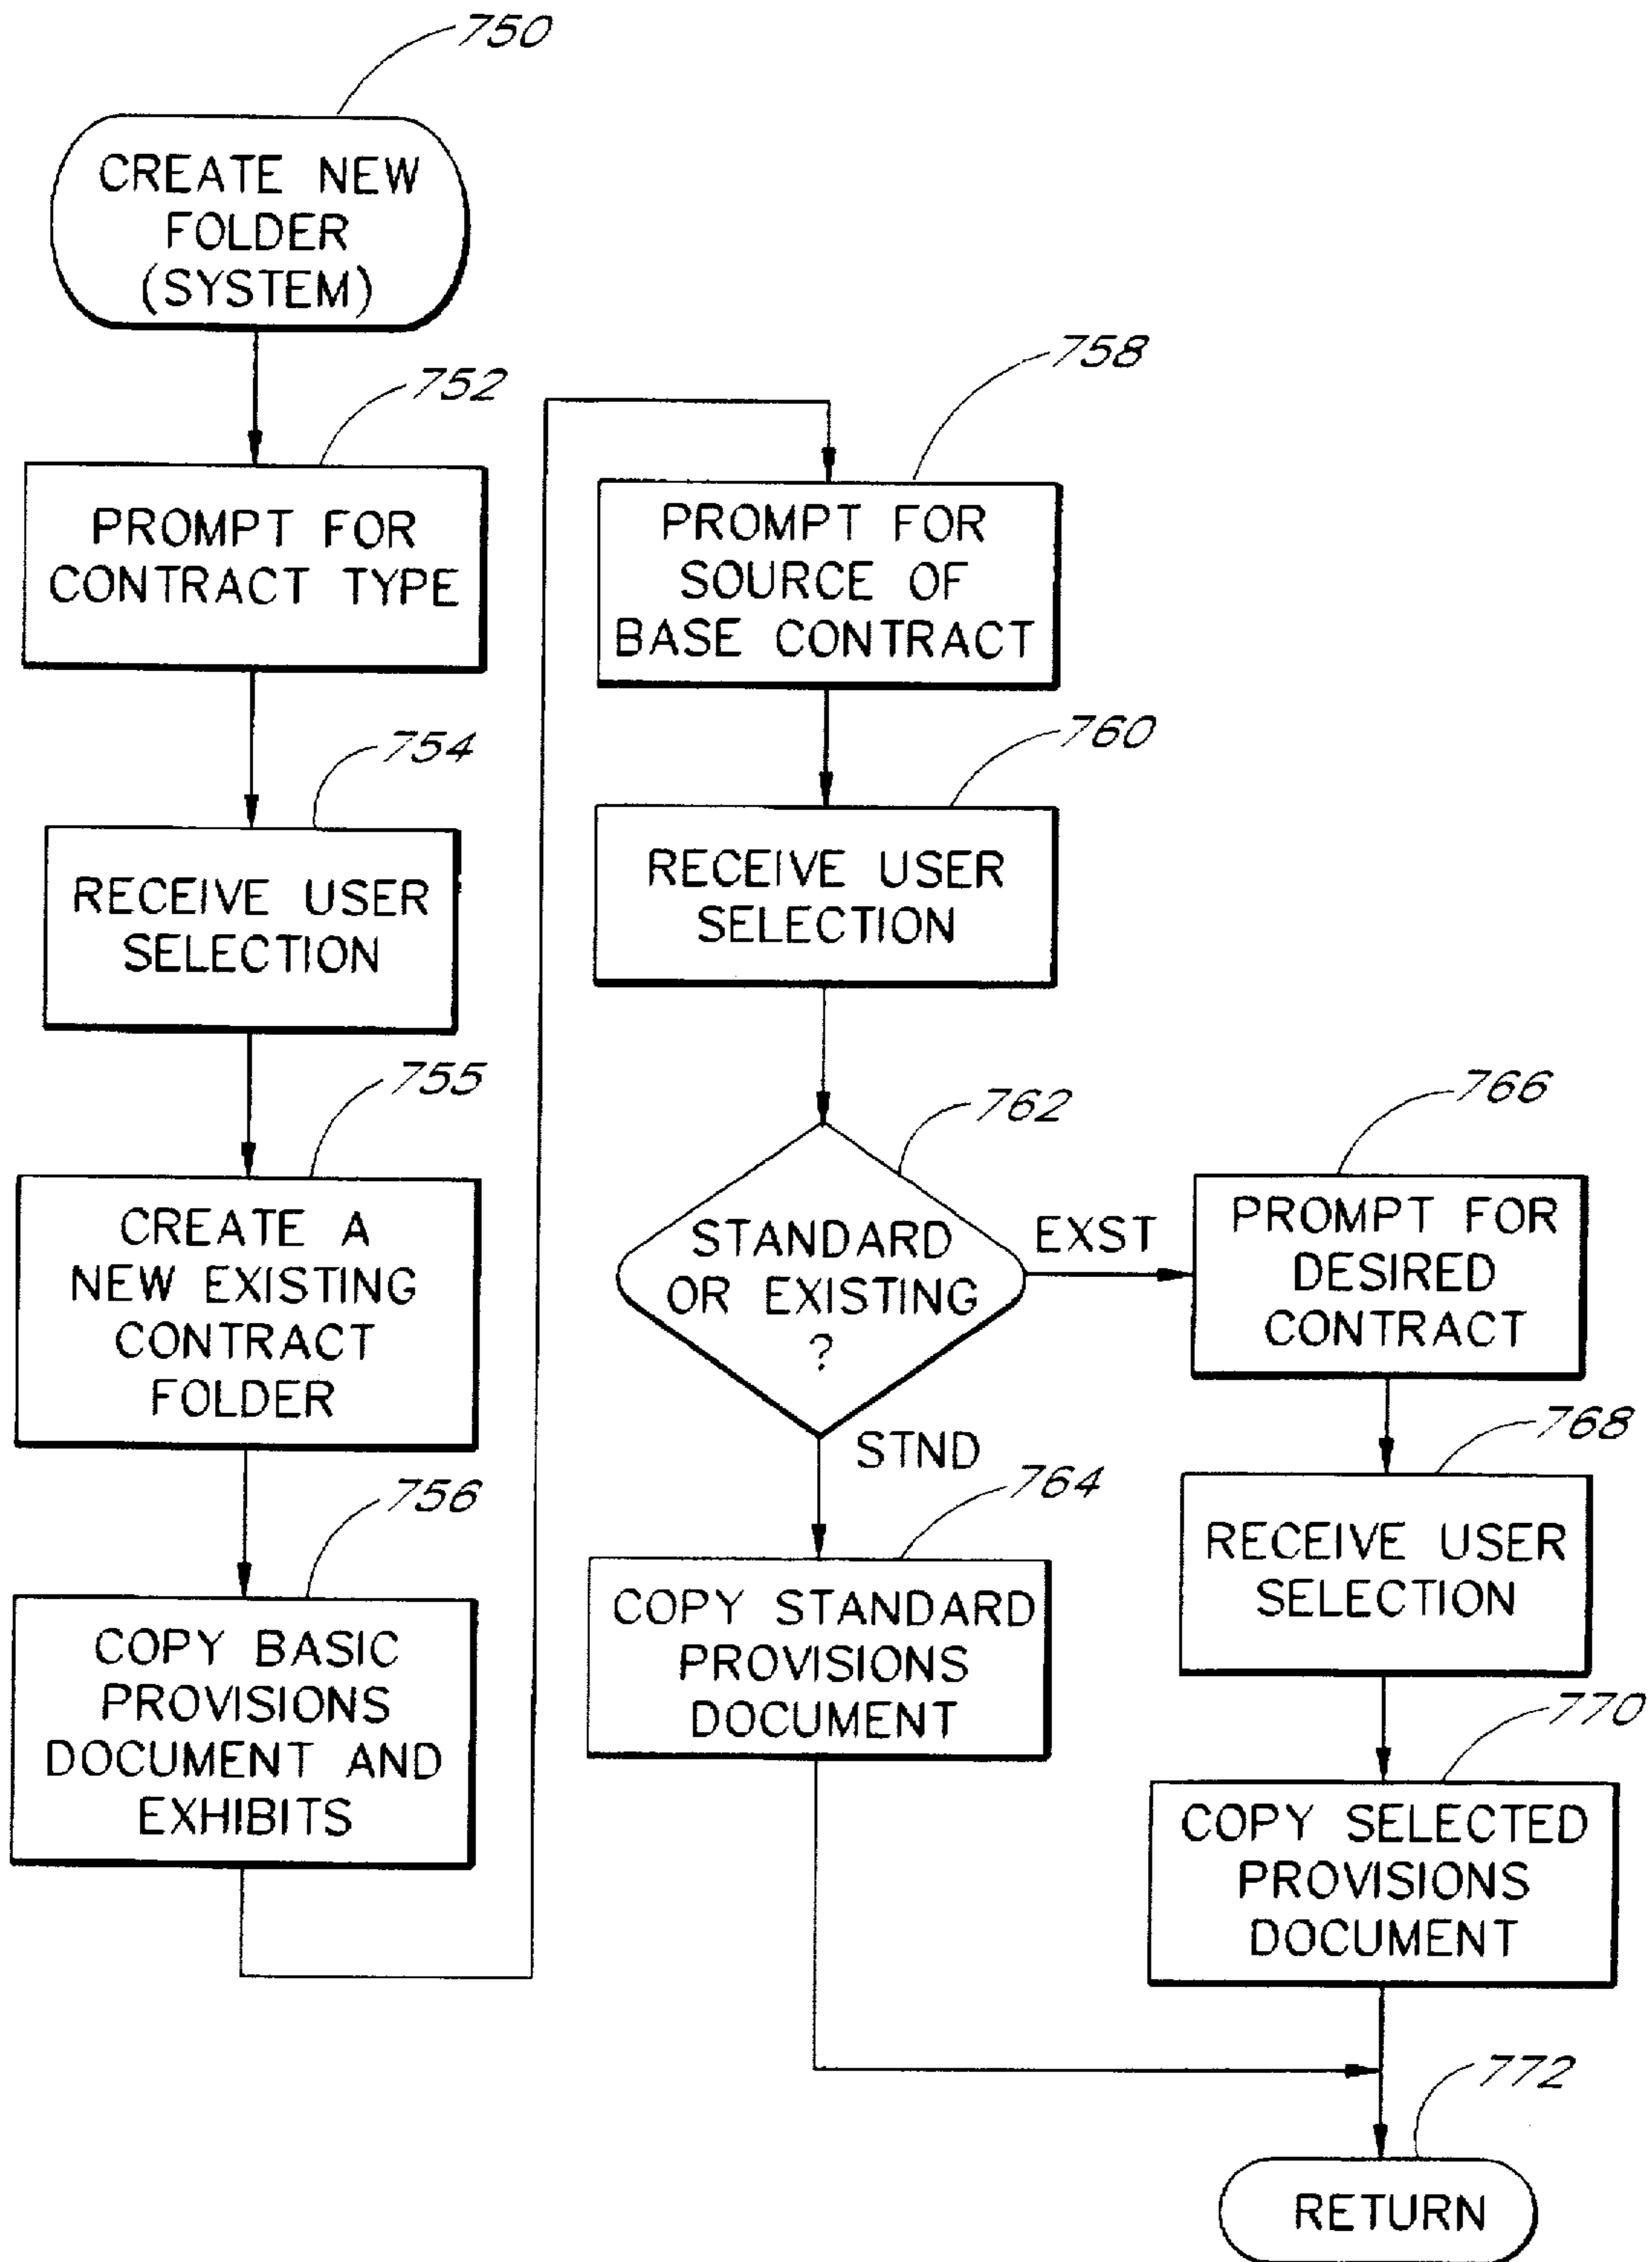 750
CREATE NEW
FOLDER
(SYSTEM)
752
PROMPT FOR
CONTRACT TYPE
754
RECEIVE USER
SELECTION
755
CREATE A
NEW EXISTING
CONTRACT
FOLDER
756
COPY BASIC
PROVISIONS
DOCUMENT AND
EXHIBITS
758
PROMPT FOR
SOURCE OF
BASE CONTRACT
760
RECEIVE USER
SELECTION
762
STANDARD
OR EXISTING
?
EXST
STND
764
COPY STANDARD
PROVISIONS
DOCUMENT
766
PROMPT FOR
DESIRED
CONTRACT
768
RECEIVE USER
SELECTION
770
COPY SELECTED
PROVISIONS
DOCUMENT
772
RETURN